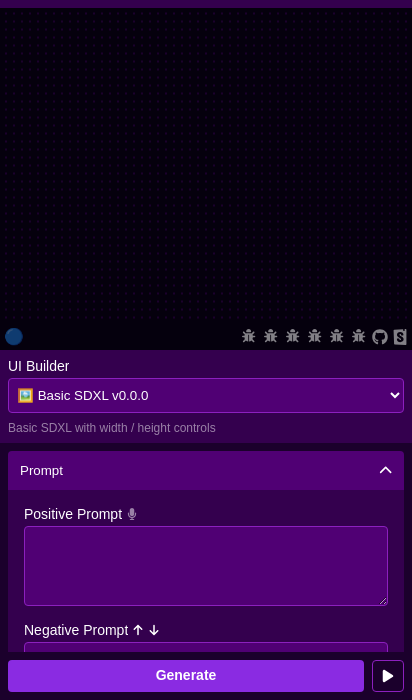 UI Builder
🖼️ Basic SDXL v0.0.0
Basic SDXL with width / height controls
Prompt
Positive Prompt
Negative Prompt
Generate